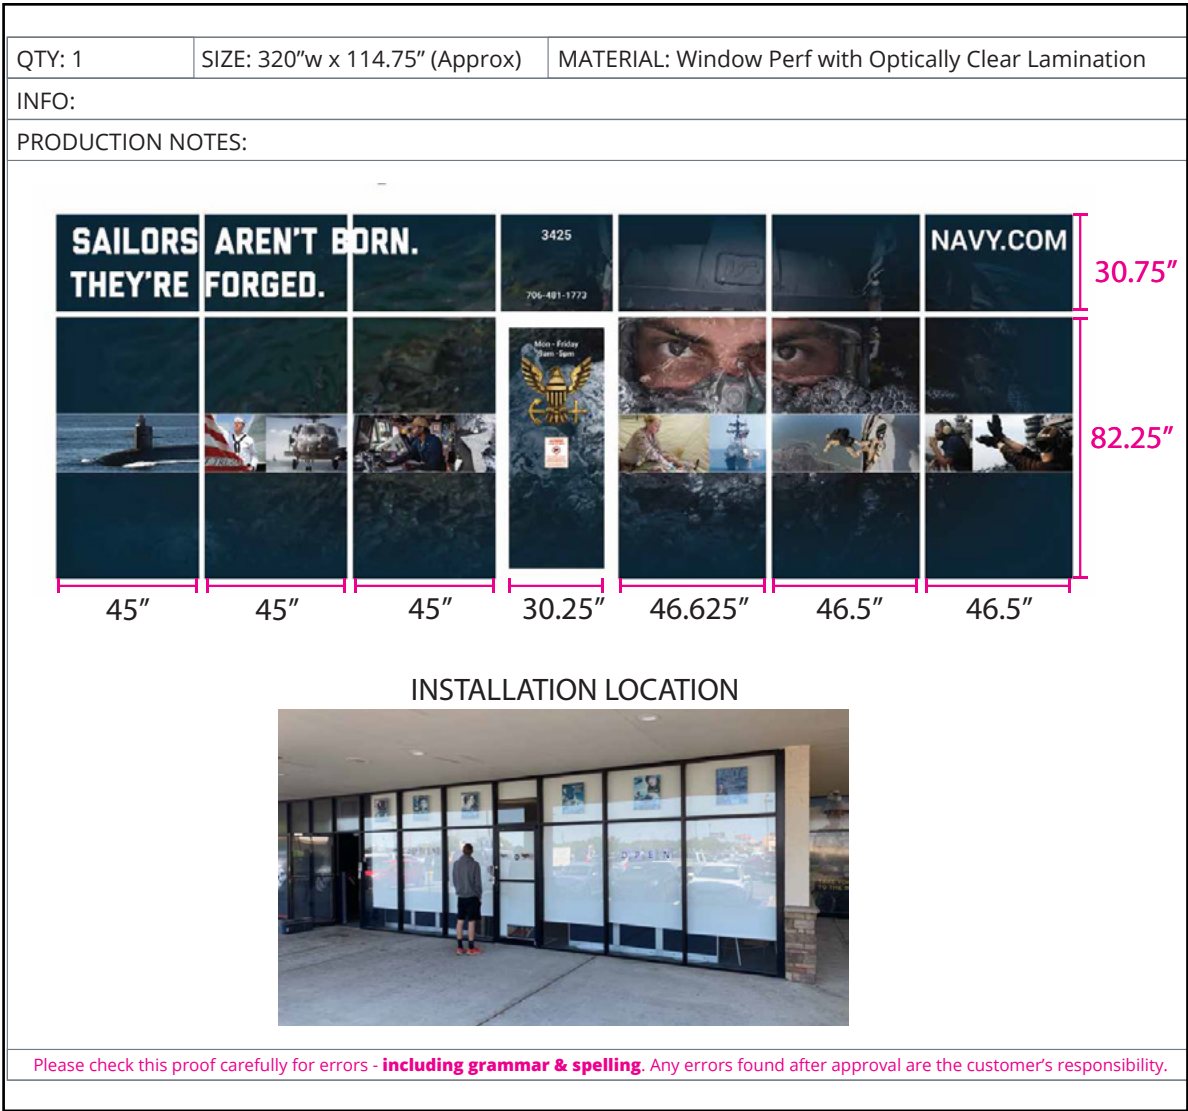 QTY: 1
SIZE: 320”w x 114.75” (Approx)
MATERIAL: Window Perf with Optically Clear Lamination
INFO:
PRODUCTION NOTES:
SAILORS AREN'T BORN.
THEY'RE FORGED.
3425
706-481-1773
NAVY.COM
30.75”
Mon - Friday
9am -5pm
82.25”
45”
45”
45”
30.25”
46.625”
46.5”
46.5”
INSTALLATION LOCATION
OPEN
Please check this proof carefully for errors - including grammar & spelling. Any errors found after approval are the customer’s responsibility.